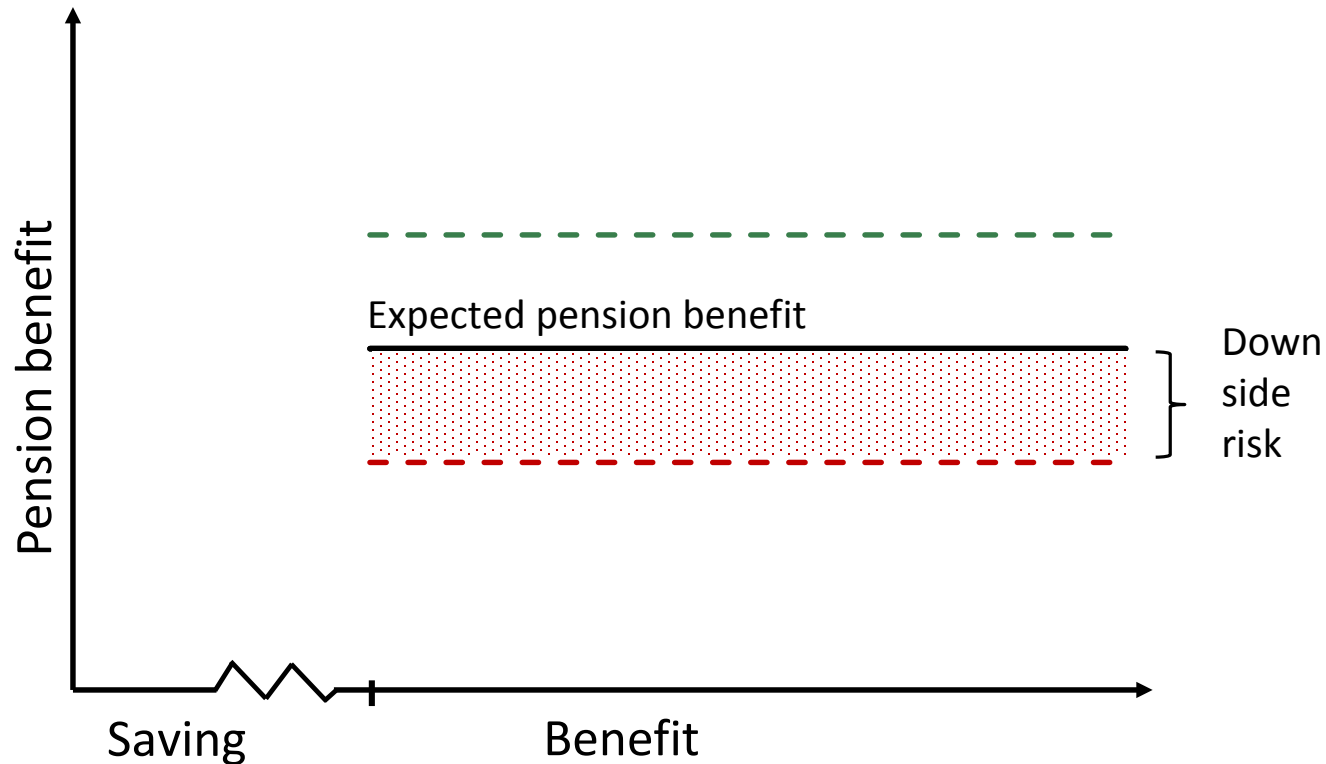 Pension benefit
Expected pension benefit
Down
side
risk
Saving
Benefit